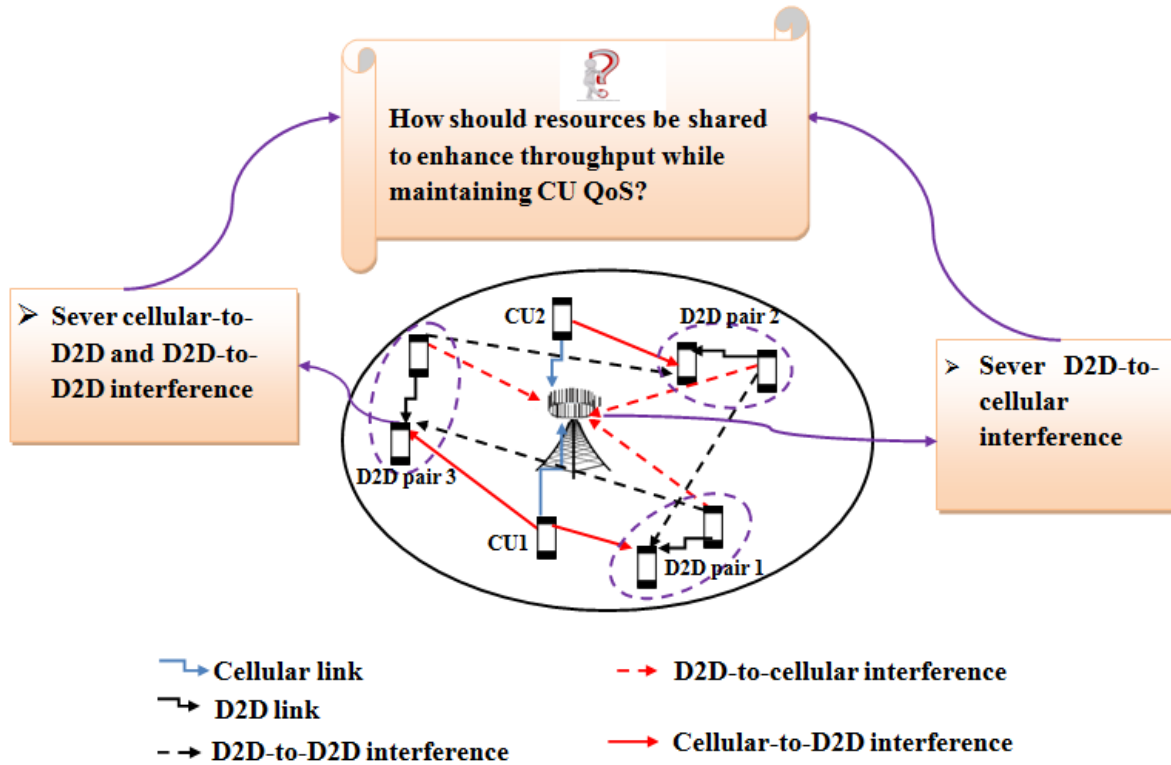 How should resources be shared
to enhance throughput while
maintaining CU QoS?
➢ Sever cellular-to-
D2D and D2D-to-
D2D interference
➢ Sever D2D-to-
cellular
interference
CU2
D2D pair 2
D2D pair 3
CU1
D2D pair 1
Cellular link
D2D link
D2D-to-D2D interference
D2D-to-cellular interference
Cellular-to-D2D interference